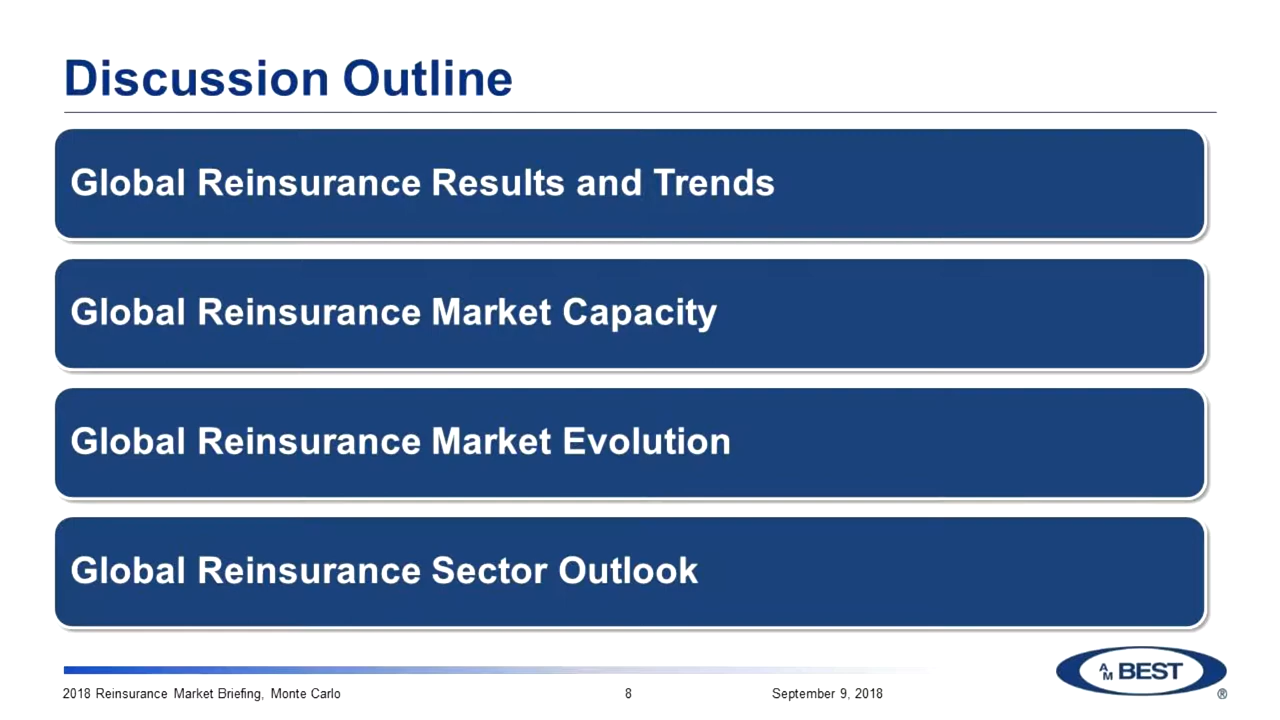 Discussion Outline
Global Reinsurance Results and Trends
Global Reinsurance Market Capacity
Global Reinsurance Market Evolution
Global Reinsurance Sector Outlook
AM BEST ®
2018 Reinsurance Market Briefing, Monte Carlo 8 September 9, 2018